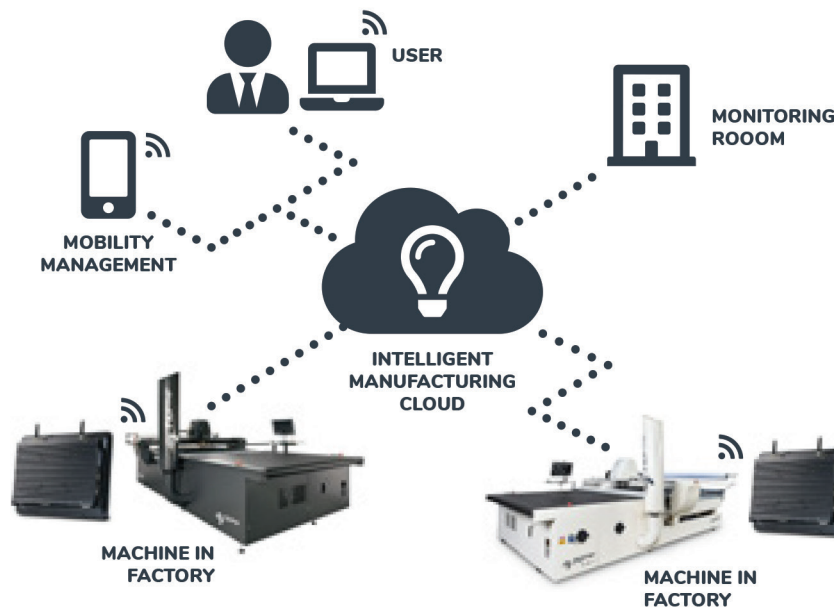 USER
MONITORING
ROOOM
MOBILITY
MANAGEMENT
INTELLIGENT
MANUFACTURING
CLOUD
MACHINE IN
FACTORY
MACHINE IN
FACTORY